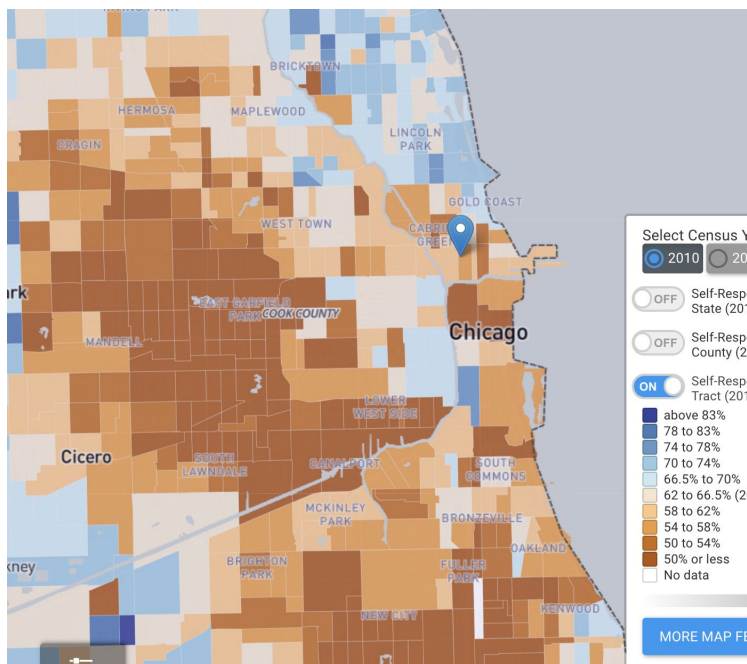 BRICKTOWN
HERMOSA
MAPLEWOOD
LINCOLN
PARK
CRAGIN
GOLD COAST
WEST TOWN
CABRINI
GREEN
ark
EAST GARFIELD
PARK
COOK COUNTY
Chicago
MANDELL
LOWER
WEST SIDE
Cicero
SOUTH
LAWNDALE
CANALPORT
SOUTH
COMMONS
MCKINLEY
PARK
BRONZEVILLE
OAKLAND
kney
BRIGHTON
PARK
FULLER
PARK
NEW CITY
KENWOOD
Select Census Y
2010
20
OFF
Self-Resp
State (201
OFF
Self-Resp
County (2
ON
Self-Resp
Tract (201
above 83%
78 to 83%
74 to 78%
70 to 74%
66.5% to 70%
62 to 66.5% (2
58 to 62%
54 to 58%
50 to 54%
50% or less
No data
MORE MAP FE